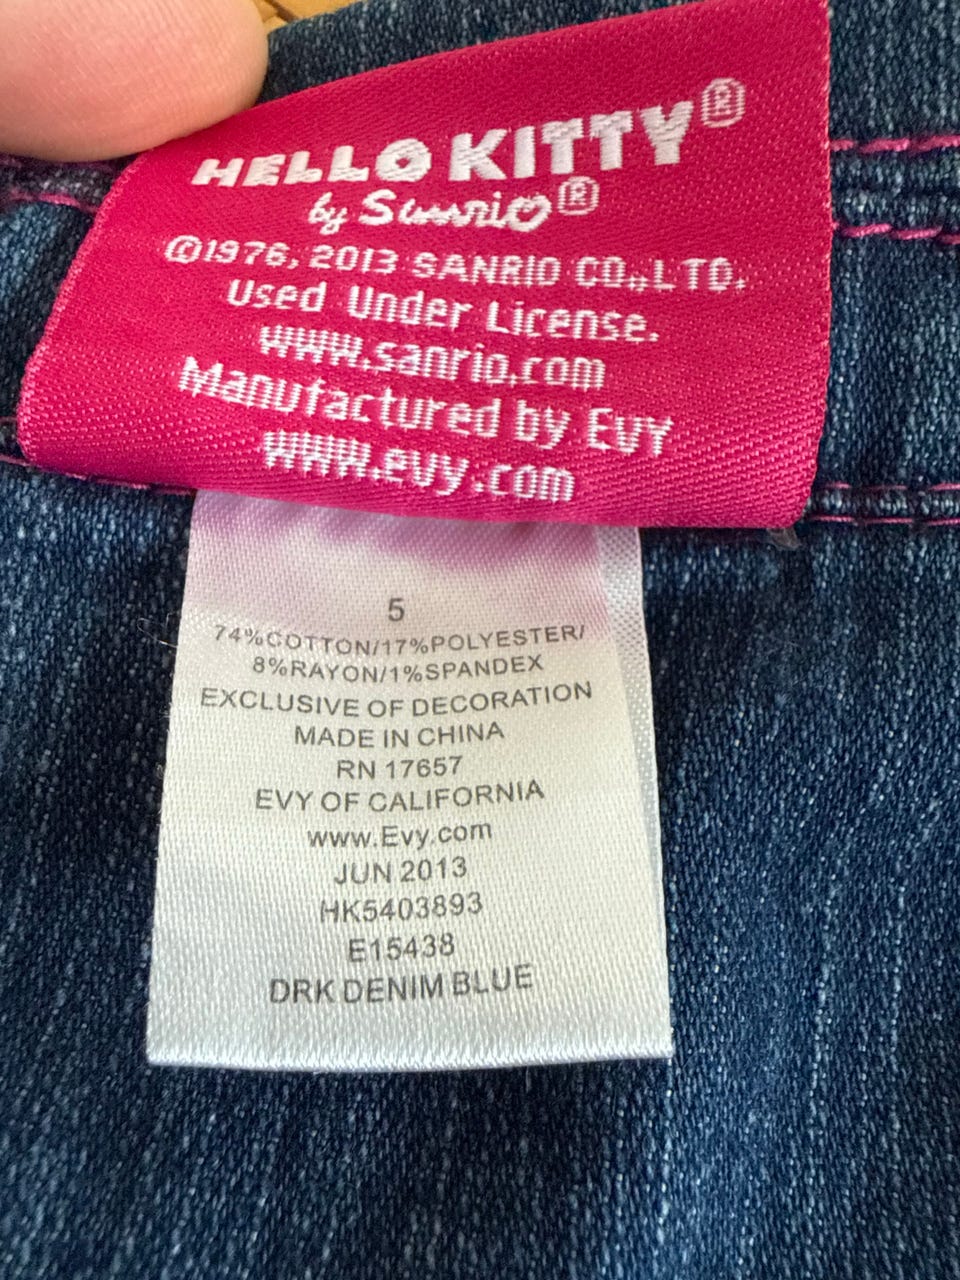 HELLO KITTY®
by Sanrio®
©1976, 2013 SANRIO CO., LTD.
Used Under License.
www.sanrio.com
Manufactured by Evy
www.evy.com
5
74%COTTON/17%POLYESTER/
8%RAYON/1%SPANDEX
EXCLUSIVE OF DECORATION
MADE IN CHINA
RN 17657
EVY OF CALIFORNIA
www.Evy.com
JUN 2013
HK5403893
E15438
DRK DENIM BLUE